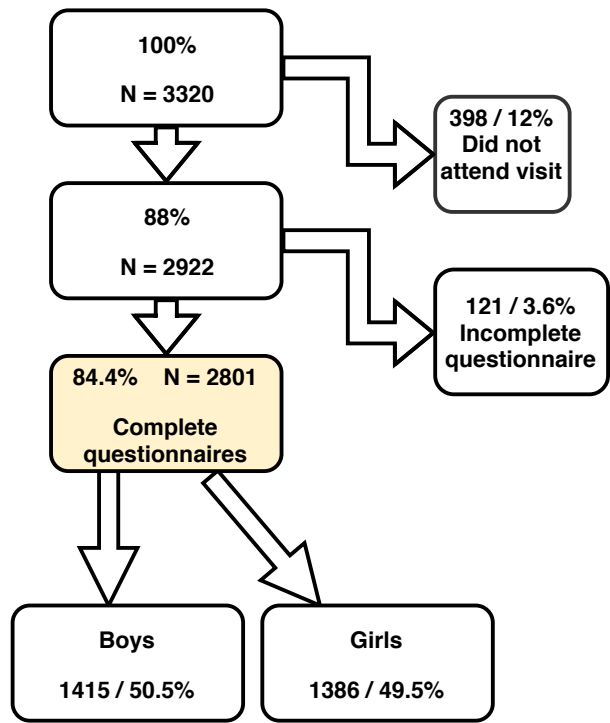 100%
N = 3320
398 / 12%
Did not
attend visit
88%
N = 2922
121 / 3.6%
Incomplete
questionnaire
84.4% N = 2801
Complete
questionnaires
Boys
1415 / 50.5%
Girls
1386 / 49.5%